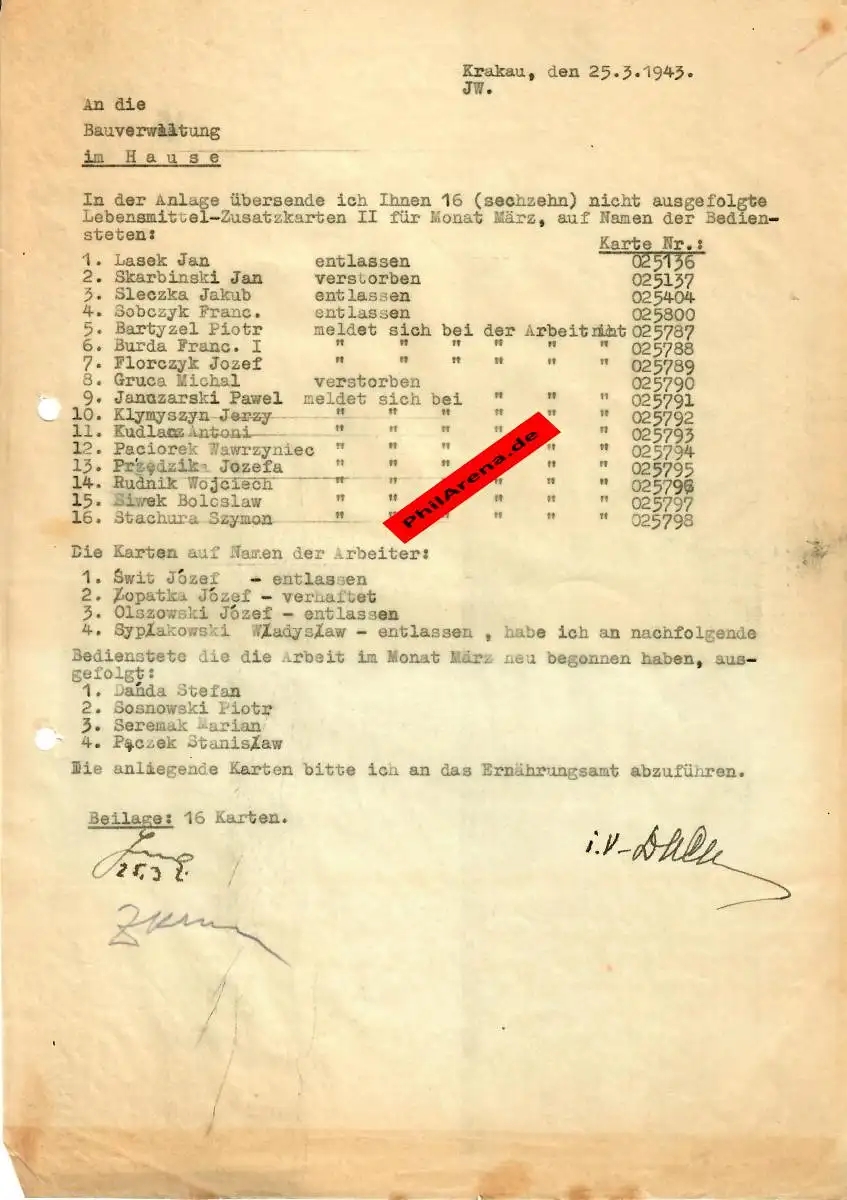 Krakau, den 25.3.1943.
JW.
An die
Bauverwaltung
im Hause
In der Anlage übersende ich Ihnen 16 (sechzehn) nicht ausgefolgte
Lebensmittel-Zusatzkarten II für Monat März, auf Namen der Bedien-
steten:
Karte Nr.:
1. Lasek Jan entlassen 025136
2. Skarbinski Jan verstorben 025137
3. Sleczka Jakub entlassen 025404
4. Sobczyk Franc. entlassen 025800
5. Bartyzel Piotr meldet sich bei der Arbeit nicht 025787
6. Burda Franc. I " " " " " " 025788
7. Florczyk Jozef " " " " " " 025789
8. Gruca Michal verstorben 025790
9. Janazarski Pawel meldet sich bei " " " 025791
10. Klymyszyn Jerzy " " " " " " 025792
11. Kudlacz Antoni " " " " " 025793
12. Paciorek Wawrzyniec " " " " " 025794
13. Przędzika Jozefa " " " " " 025795
14. Rudnik Wojciech " " " " " 025796
15. Siwek Boleslaw " " " " " 025797
16. Stachura Szymon " " " " " " 025798
PhilArena.de
Die Karten auf Namen der Arbeiter:
1. Świt Józef - entlassen
2. Łopatka Józef - verhaftet
3. Olszowski Józef - entlassen
4. Sypłakowski Władysław - entlassen , habe ich an nachfolgende
Bedienstete die die Arbeit im Monat März neu begonnen haben, aus-
gefolgt:
1. Dańda Stefan
2. Sosnowski Piotr
3. Seremak Marian
4. Pączek Stanisław
Die anliegende Karten bitte ich an das Ernährungsamt abzuführen.
Beilage: 16 Karten.
i.V-
25.3